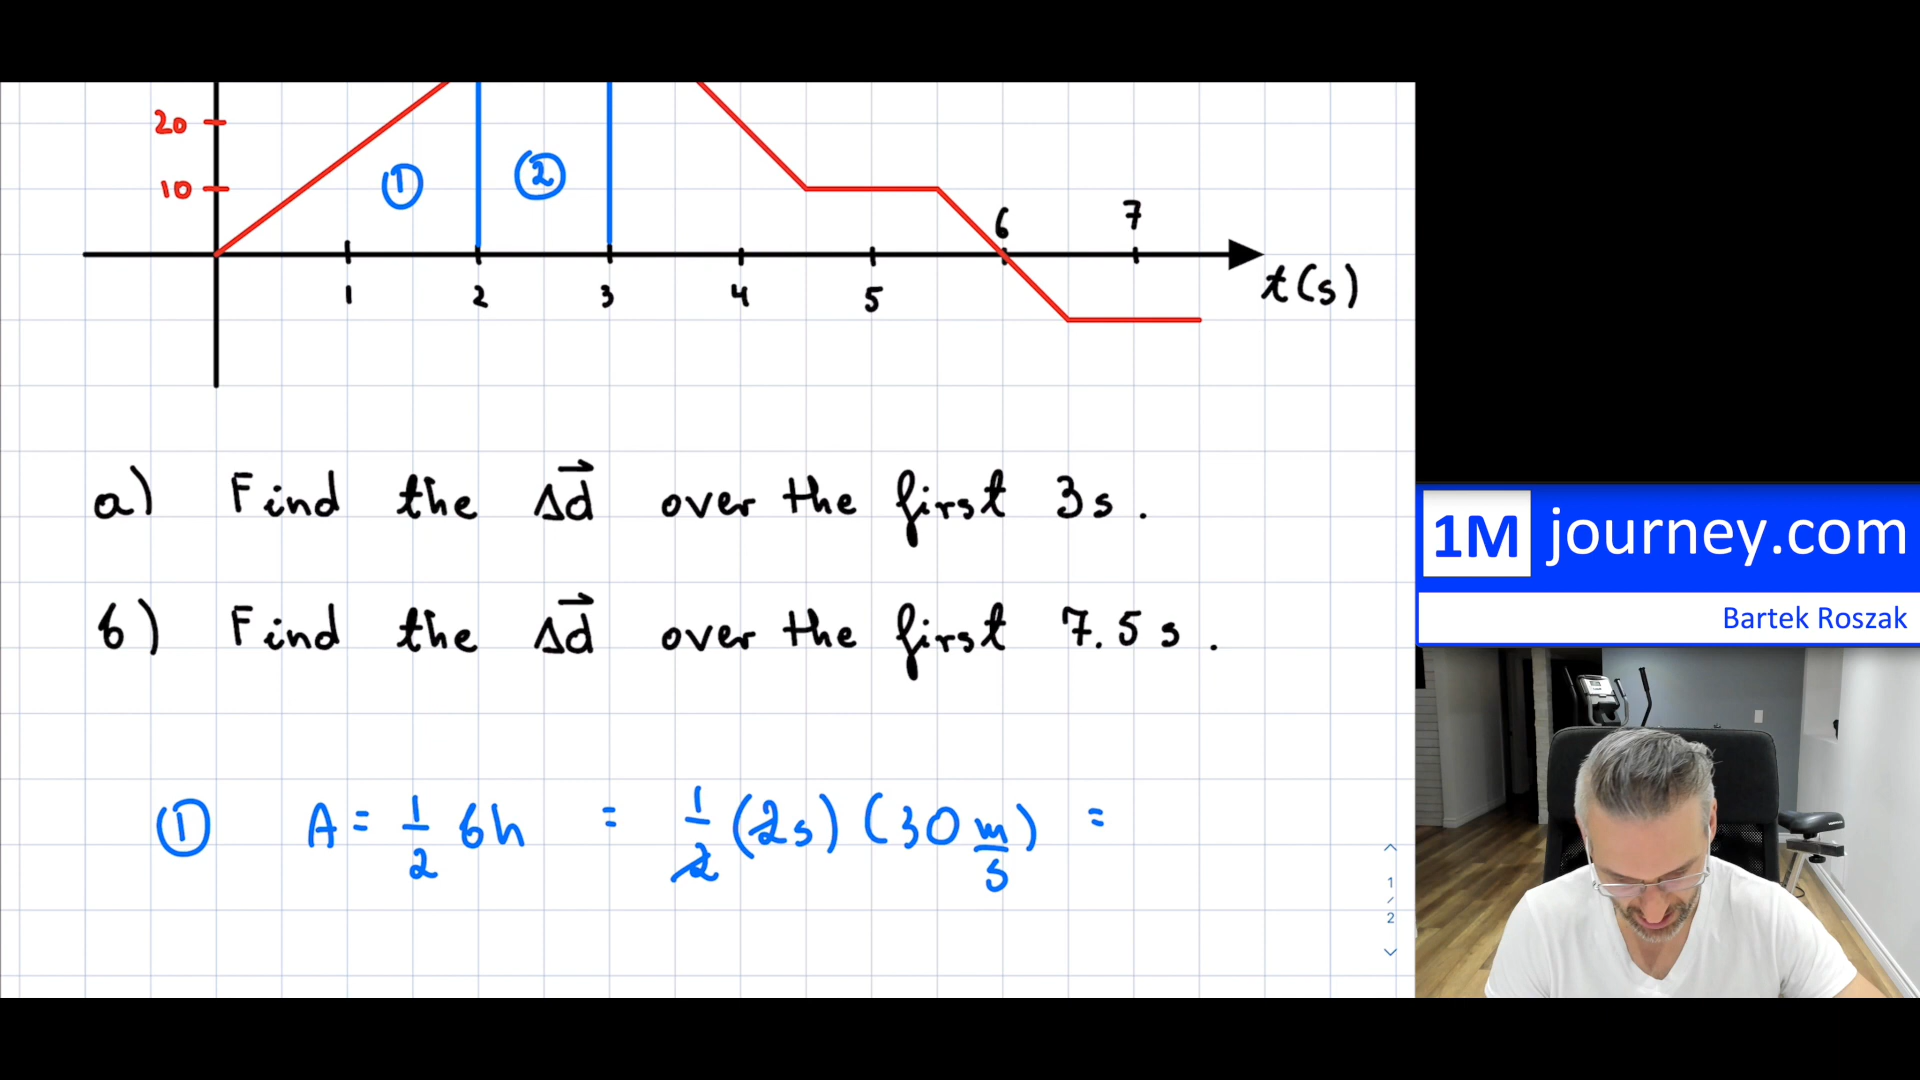 20
10
① ②
6 7
1 2 3 4 5
t(s)
a) Find the Δd⃗ over the first 3s.
b) Find the Δd⃗ over the first 7.5s.
① A = 1/2 bh = 1/2 (2s) (30 m/s) =
1
/
2
1M journey.com
Bartek Roszak